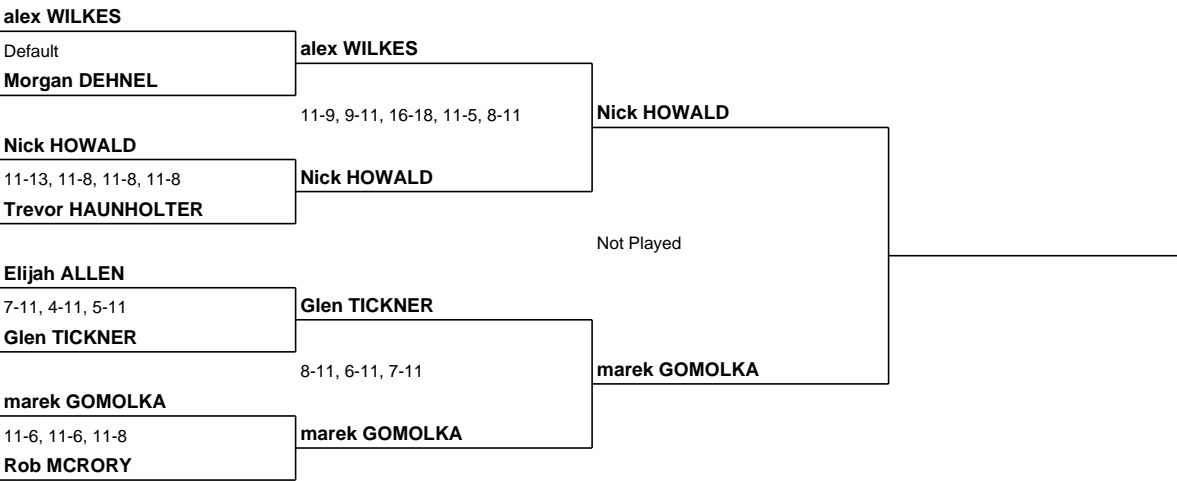 alex WILKES
Default
Morgan DEHNEL
Nick HOWALD
11-13, 11-8, 11-8, 11-8
Trevor HAUNHOLTER
Elijah ALLEN
7-11, 4-11, 5-11
Glen TICKNER
marek GOMOLKA
11-6, 11-6, 11-8
Rob MCRORY
alex WILKES
11-9, 9-11, 16-18, 11-5, 8-11
Nick HOWALD
Glen TICKNER
8-11, 6-11, 7-11
marek GOMOLKA
Nick HOWALD
Not Played
marek GOMOLKA